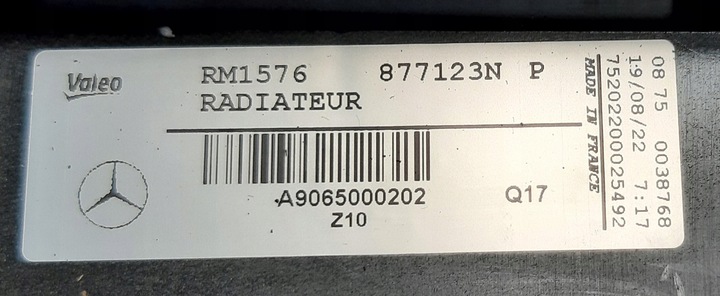 Valeo
RM1576 877123N P
RADIATEUR
A9065000202
Z10
Q17
MADE IN FRANCE
75202200025492
19/08/22 7:17
08 75 0038768